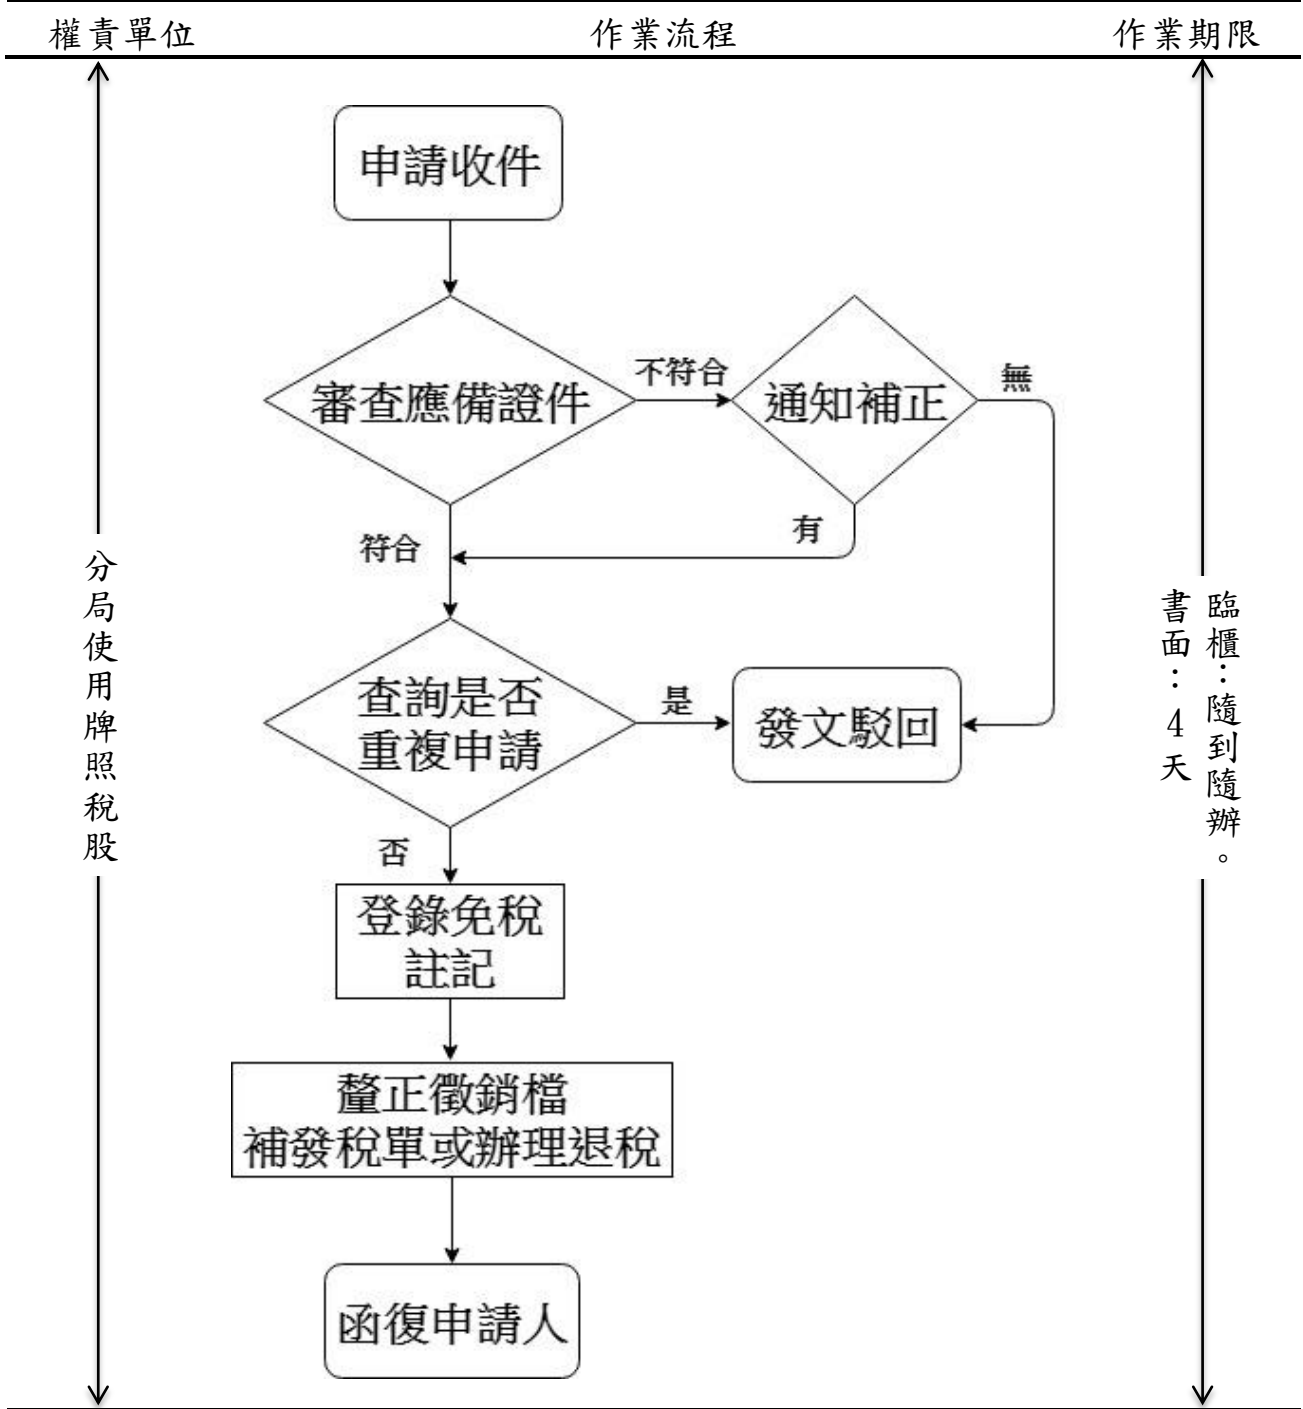 權責單位
作業流程
作業期限
申請收件
審查應備證件
不符合
通知補正
無
有
符合
查詢是否
重複申請
是
發文駁回
否
登錄免稅
註記
釐正徵銷檔
補發稅單或辦理退稅
函復申請人
分局使用牌照稅股
臨櫃：隨到隨辦。
書面：4天